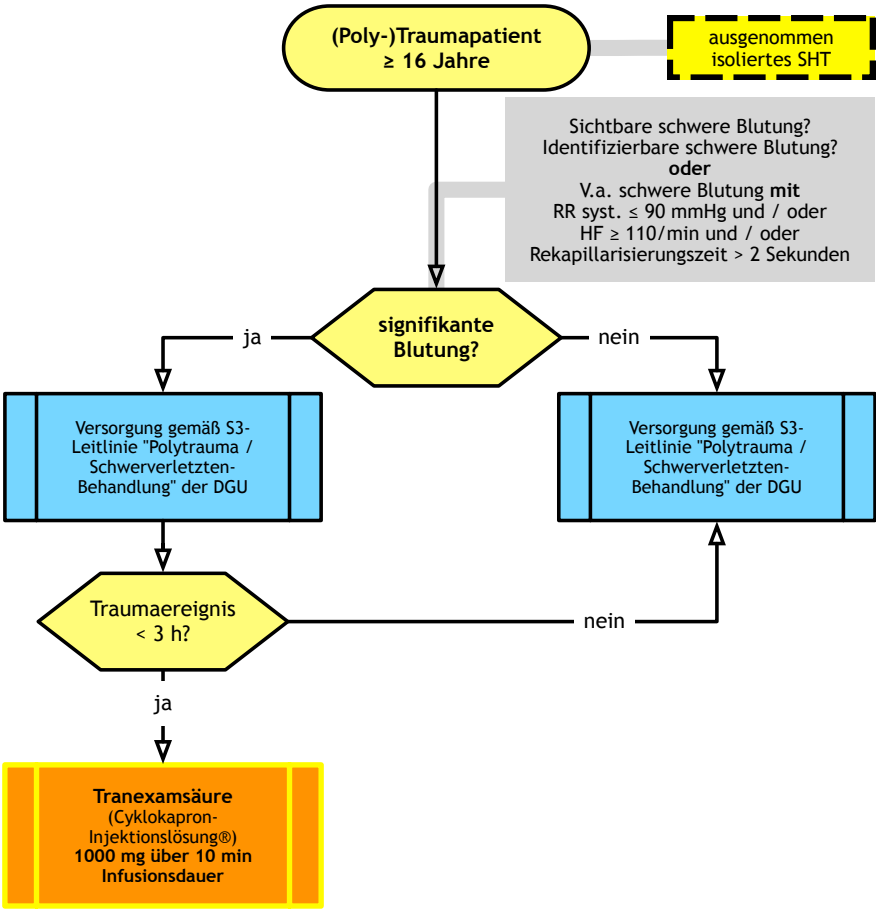 (Poly-)Traumapatient
≥ 16 Jahre
ausgenommen
isoliertes SHT
Sichtbare schwere Blutung?
Identifizierbare schwere Blutung?
oder
V.a. schwere Blutung mit
RR syst. ≤ 90 mmHg und / oder
HF ≥ 110/min und / oder
Rekapillarisierungszeit > 2 Sekunden
signifikante
Blutung?
ja
nein
Versorgung gemäß S3-
Leitlinie "Polytrauma /
Schwerverletzten-
Behandlung" der DGU
Versorgung gemäß S3-
Leitlinie "Polytrauma /
Schwerverletzten-
Behandlung" der DGU
Traumaereignis
< 3 h?
nein
ja
Tranexamsäure
(Cyklokapron-
Injektionslösung®)
1000 mg über 10 min
Infusionsdauer